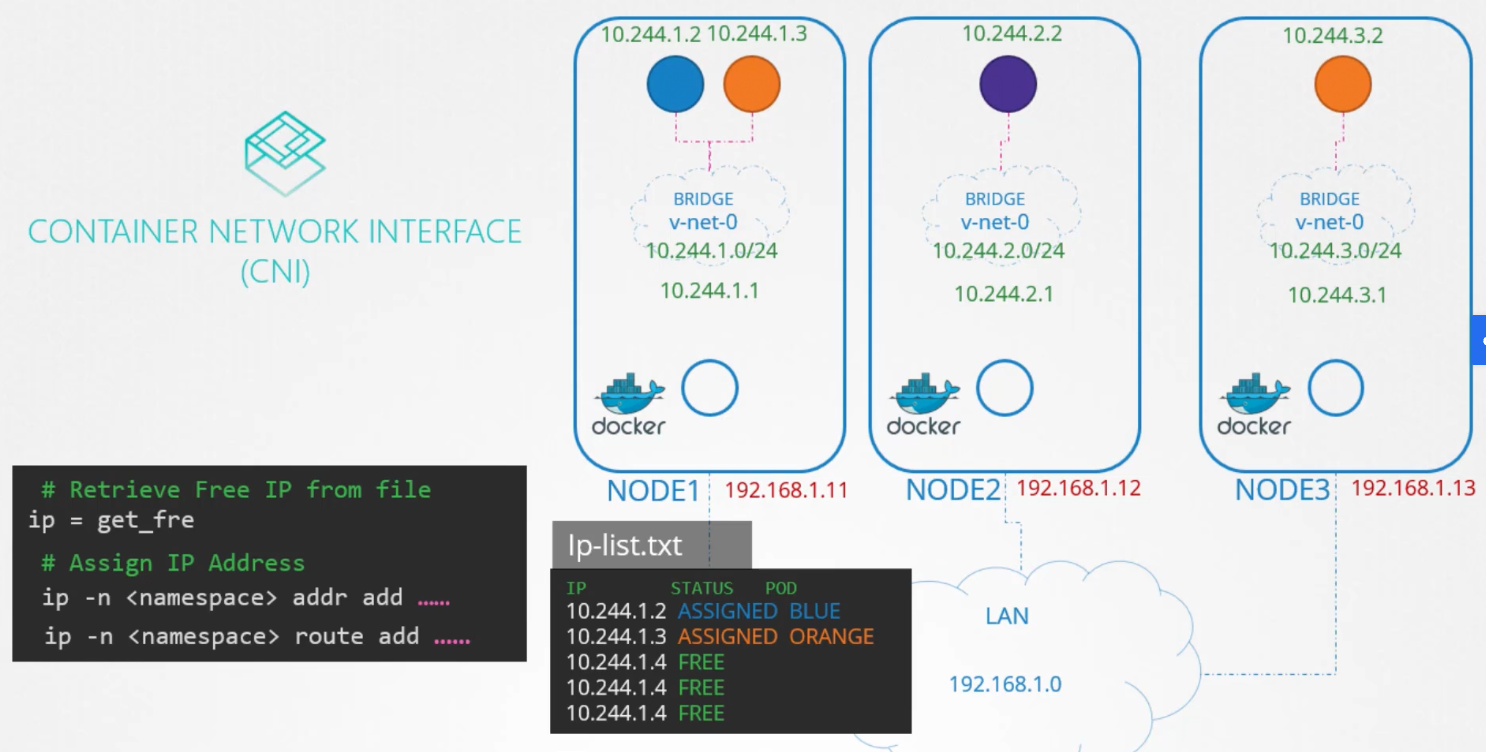 CONTAINER NETWORK INTERFACE
(CNI)
# Retrieve Free IP from file
ip = get_fre
# Assign IP Address
ip -n <namespace> addr add ......
ip -n <namespace> route add ......
10.244.1.2 10.244.1.3
BRIDGE
v-net-0
10.244.1.0/24
10.244.1.1
docker
NODE1 192.168.1.11
10.244.2.2
BRIDGE
v-net-0
10.244.2.0/24
10.244.2.1
docker
NODE2 192.168.1.12
10.244.3.2
BRIDGE
v-net-0
10.244.3.0/24
10.244.3.1
docker
NODE3 192.168.1.13
Ip-list.txt
IP STATUS POD
10.244.1.2 ASSIGNED BLUE
10.244.1.3 ASSIGNED ORANGE
10.244.1.4 FREE
10.244.1.4 FREE
10.244.1.4 FREE
LAN
192.168.1.0